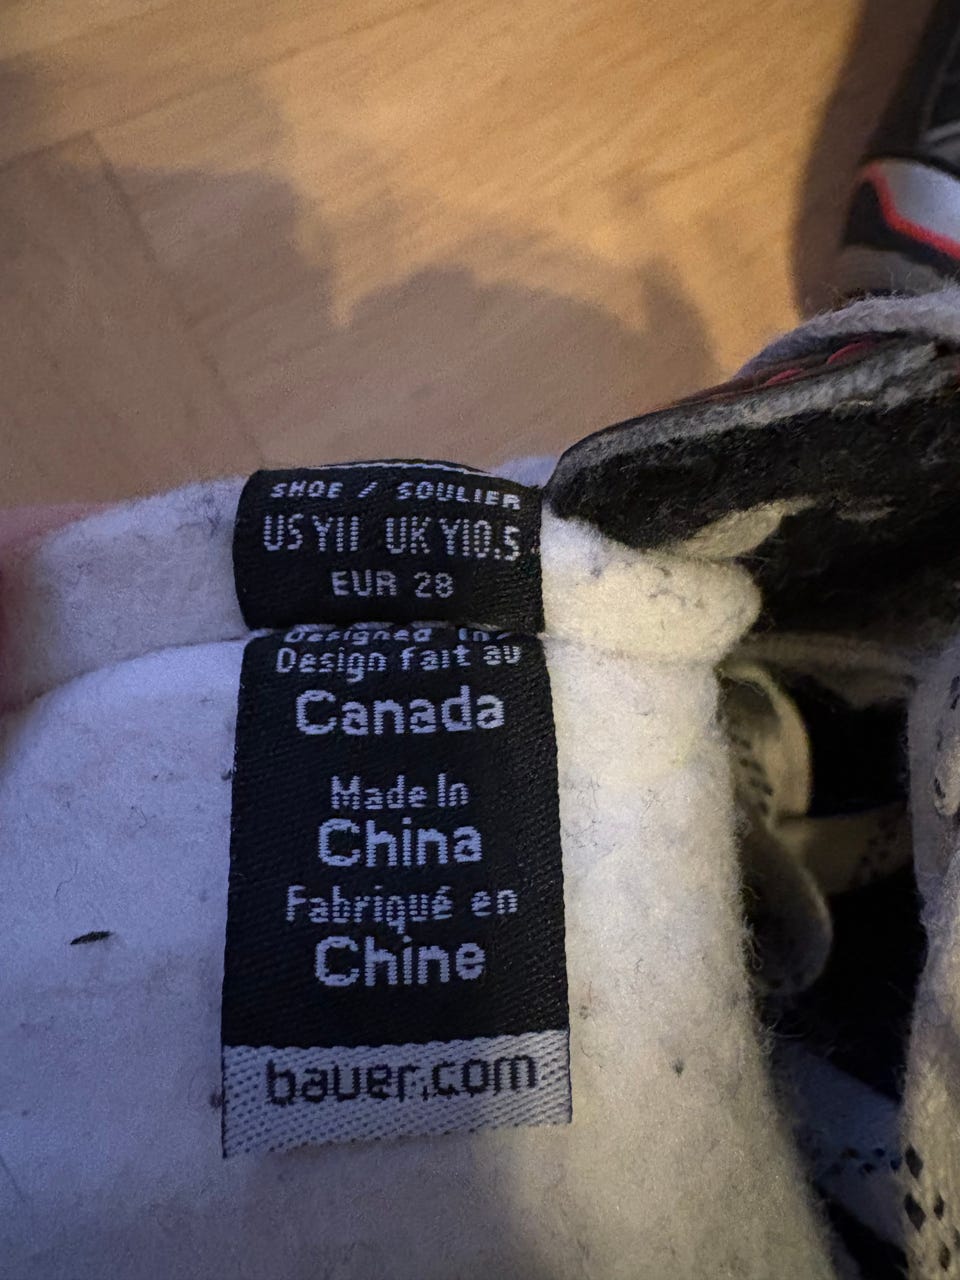 SHOE / SOULIER
US Y11 UK Y10.5
EUR 28
Designed in/
Design fait au
Canada
Made In
China
Fabriqué en
Chine
bauer.com